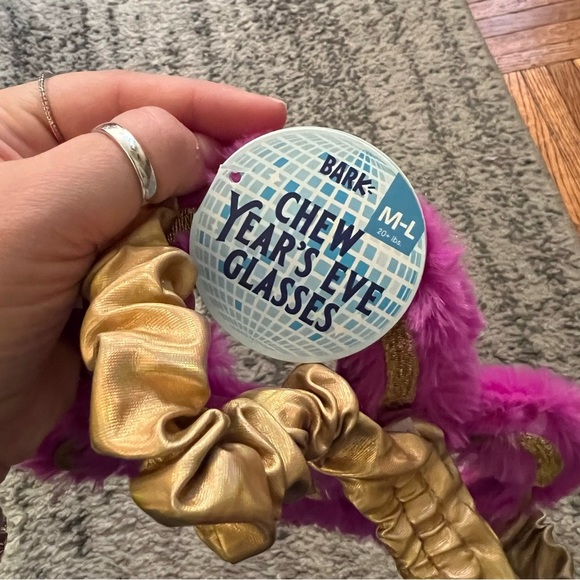 BARK
CHEW
YEAR'S EVE
GLASSES
M-L
20+ lbs.